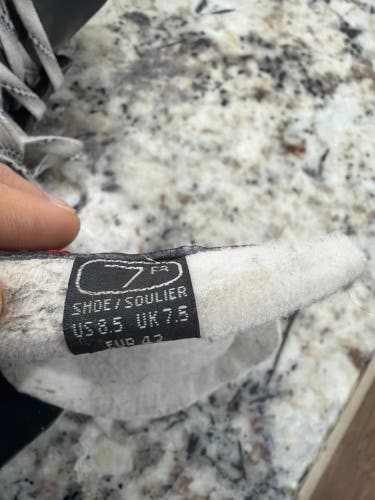 7 FR
SHOE/SOULIER
US 8.5 UK 7.5
EUR 42